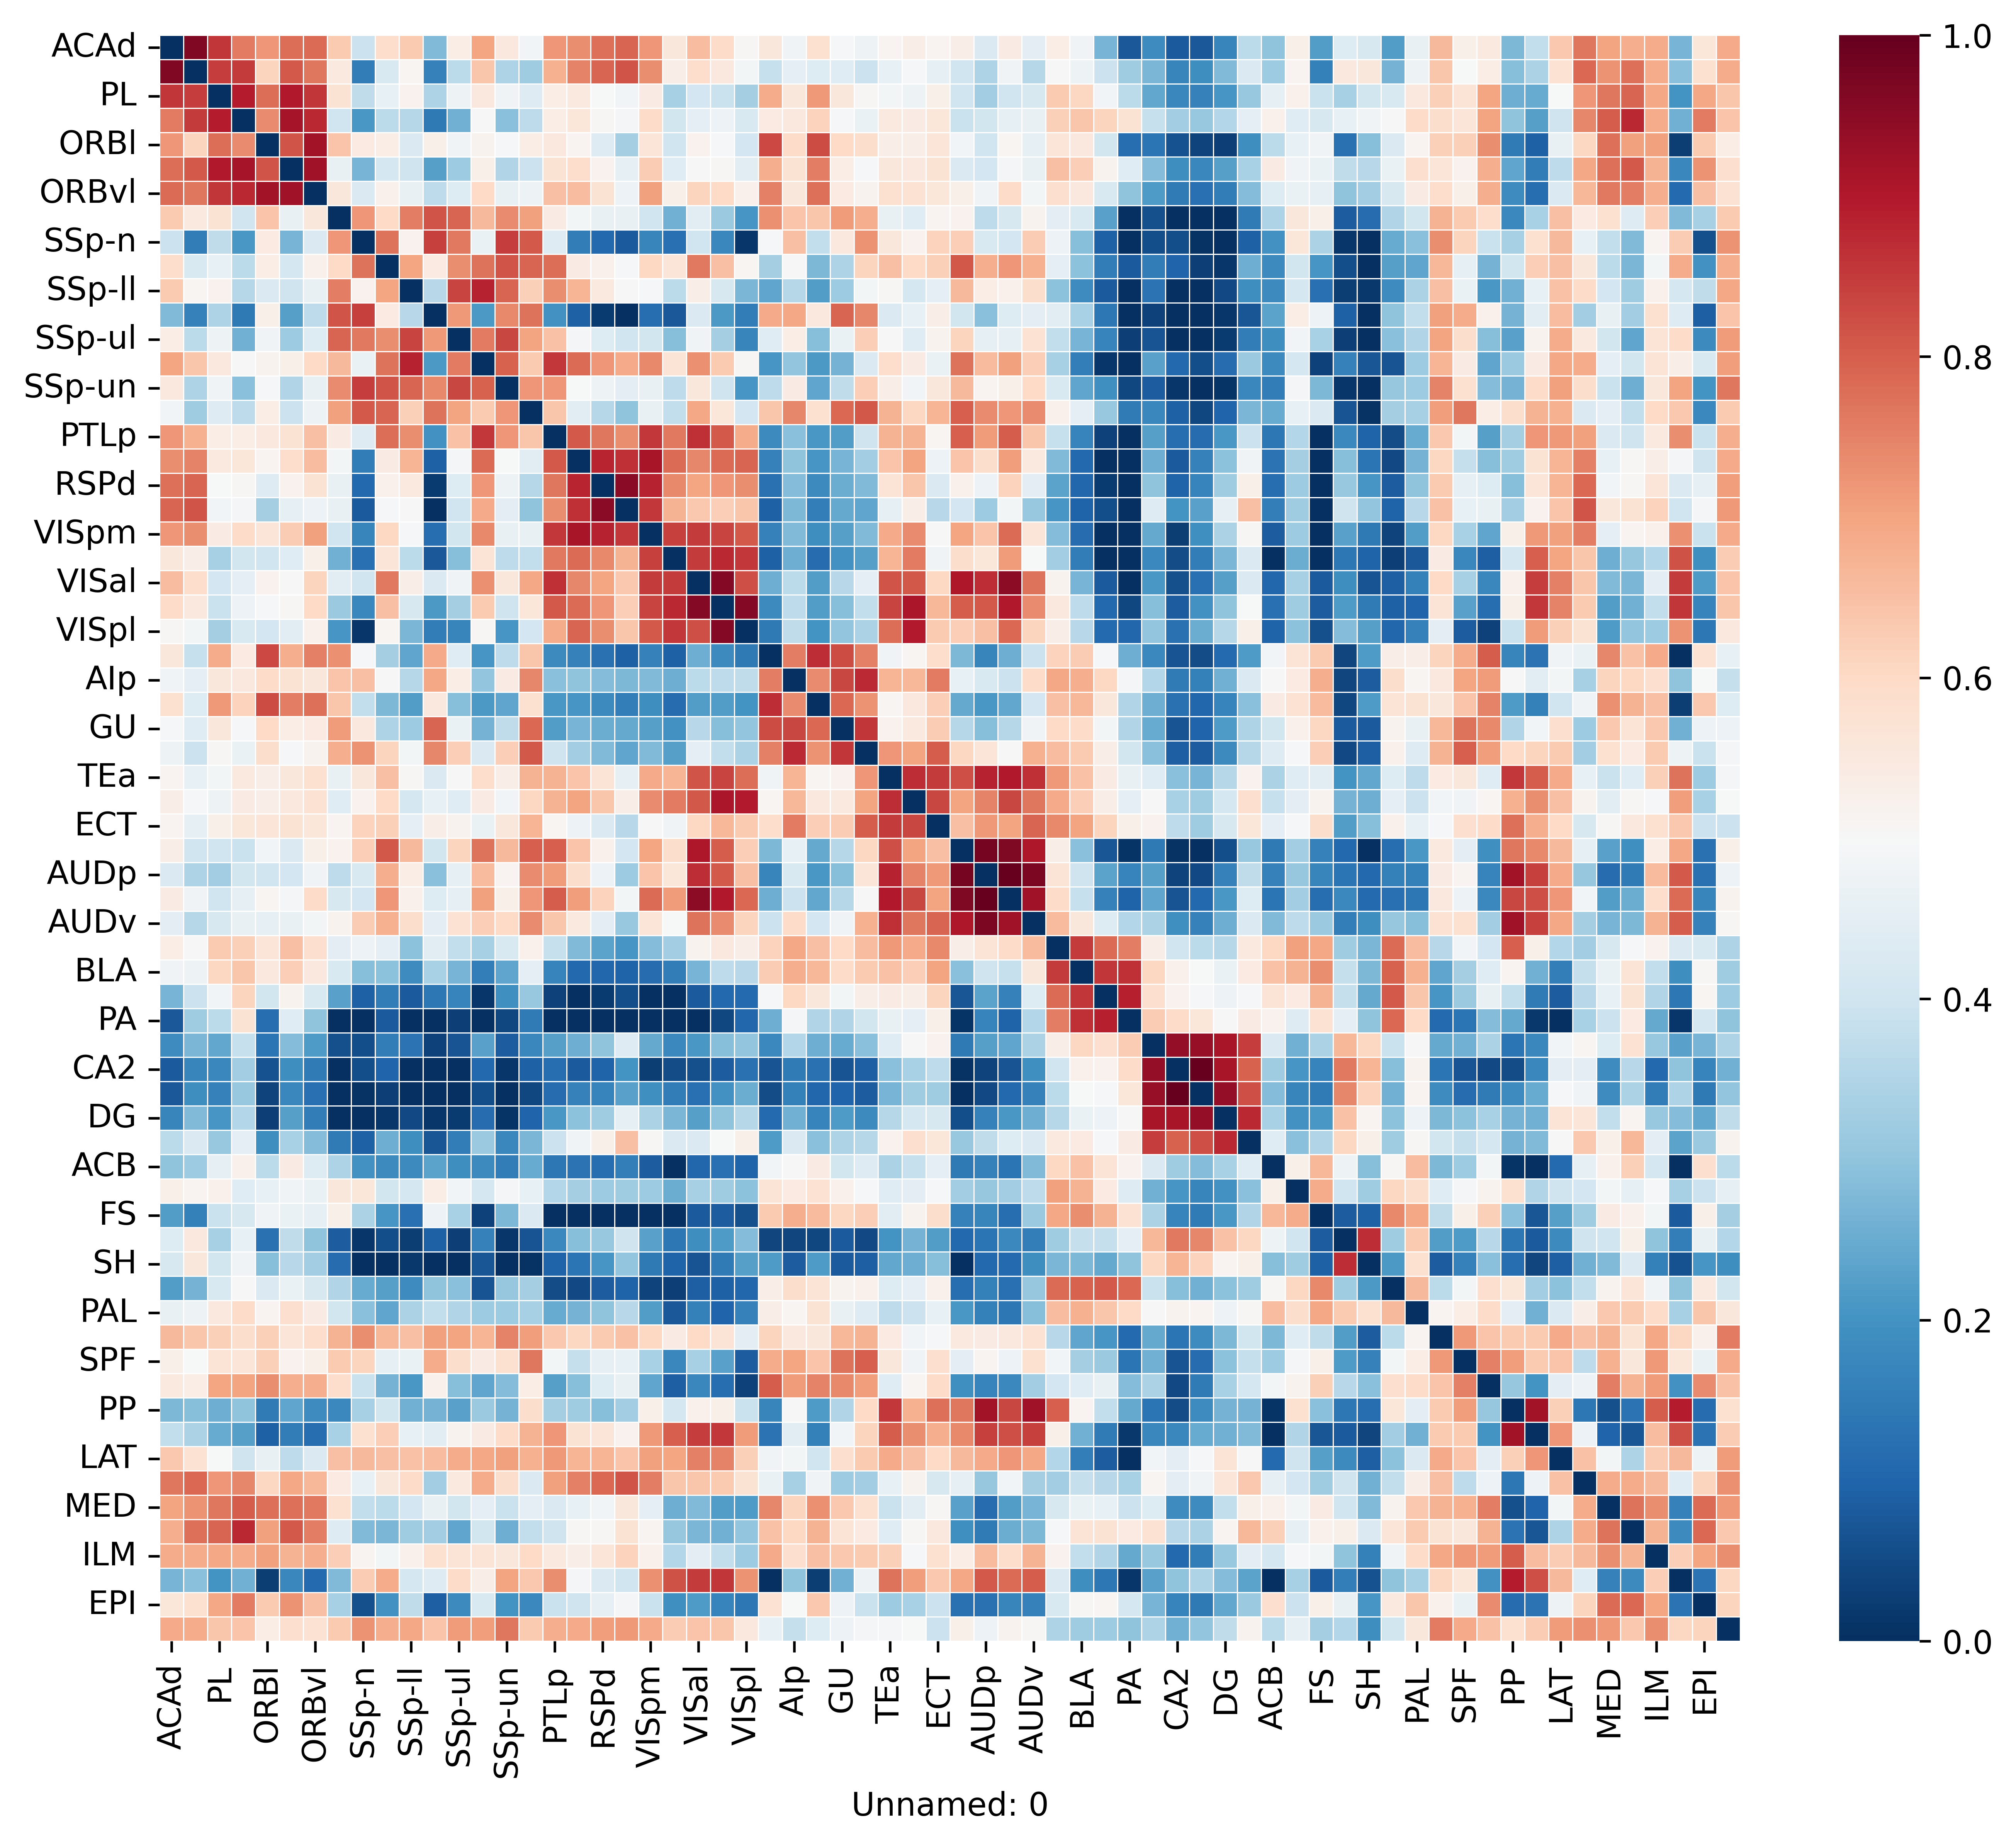 ACAd
PL
ORBl
ORBvl
SSp-n
SSp-ll
SSp-ul
SSp-un
PTLp
RSPd
VISpm
VISal
VISpl
AIp
GU
TEa
ECT
AUDp
AUDv
BLA
PA
CA2
DG
ACB
FS
SH
PAL
SPF
PP
LAT
MED
ILM
EPI
1.0
0.8
0.6
0.4
0.2
0.0
ACAd
PL
ORBl
ORBvl
SSp-n
SSp-ll
SSp-ul
SSp-un
PTLp
RSPd
VISpm
VISal
VISpl
AIp
GU
TEa
ECT
AUDp
AUDv
BLA
PA
CA2
DG
ACB
FS
SH
PAL
SPF
PP
LAT
MED
ILM
EPI
Unnamed: 0